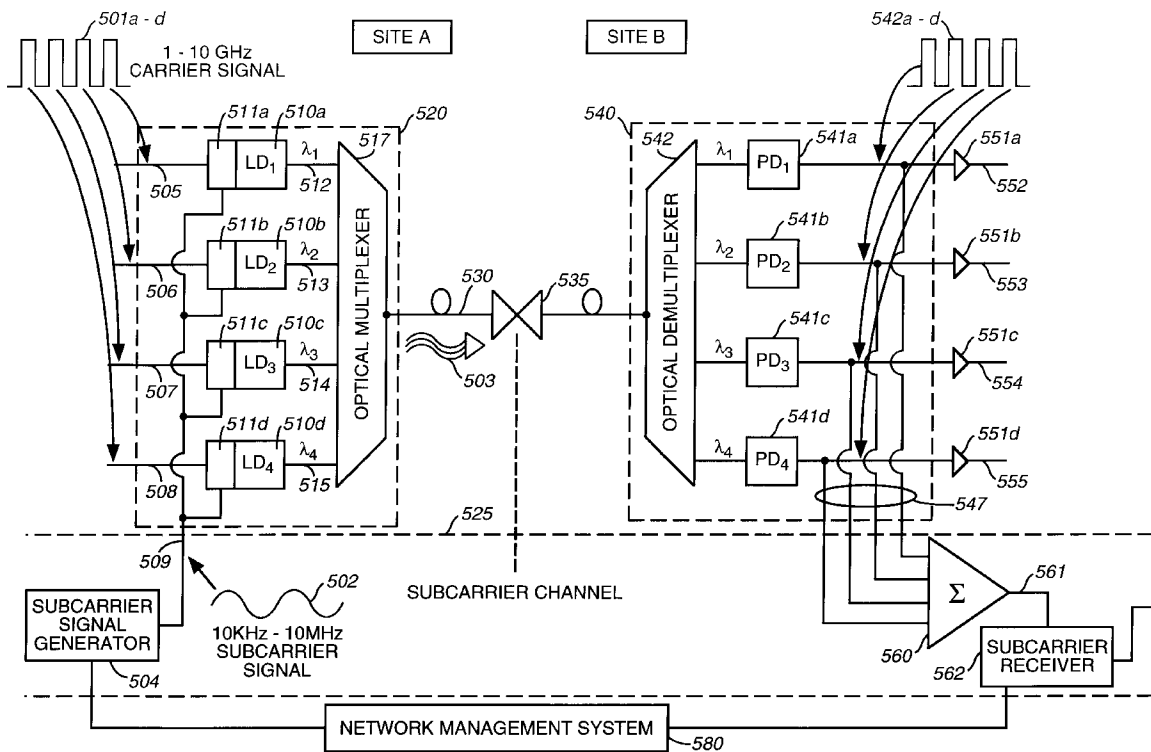 501a - d
1 - 10 GHz
CARRIER SIGNAL
SITE A
SITE B
542a - d
511a
510a
517
520
LD1
λ1
505
512
511b
510b
LD2
λ2
506
513
511c
510c
LD3
λ3
507
514
511d
510d
LD4
λ4
508
515
OPTICAL MULTIPLEXER
530
535
503
540
542
OPTICAL DEMULTIPLEXER
λ1
PD1
541a
551a
552
λ2
PD2
541b
551b
553
λ3
PD3
541c
551c
554
λ4
PD4
541d
551d
555
547
525
509
502
SUBCARRIER
SIGNAL
GENERATOR
504
10KHz - 10MHz
SUBCARRIER
SIGNAL
SUBCARRIER CHANNEL
Σ
560
561
562
SUBCARRIER
RECEIVER
NETWORK MANAGEMENT SYSTEM
580